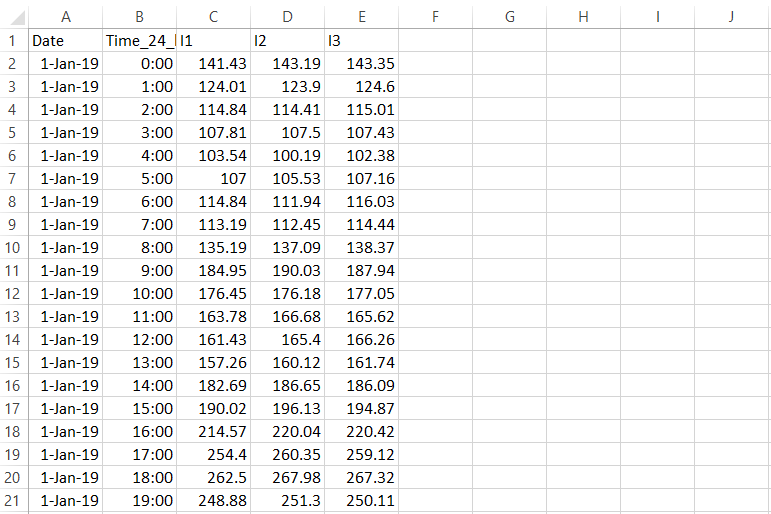 A B C D E F G H I J
1 Date Time_24_ I1 I2 I3
2 1-Jan-19 0:00 141.43 143.19 143.35
3 1-Jan-19 1:00 124.01 123.9 124.6
4 1-Jan-19 2:00 114.84 114.41 115.01
5 1-Jan-19 3:00 107.81 107.5 107.43
6 1-Jan-19 4:00 103.54 100.19 102.38
7 1-Jan-19 5:00 107 105.53 107.16
8 1-Jan-19 6:00 114.84 111.94 116.03
9 1-Jan-19 7:00 113.19 112.45 114.44
10 1-Jan-19 8:00 135.19 137.09 138.37
11 1-Jan-19 9:00 184.95 190.03 187.94
12 1-Jan-19 10:00 176.45 176.18 177.05
13 1-Jan-19 11:00 163.78 166.68 165.62
14 1-Jan-19 12:00 161.43 165.4 166.26
15 1-Jan-19 13:00 157.26 160.12 161.74
16 1-Jan-19 14:00 182.69 186.65 186.09
17 1-Jan-19 15:00 190.02 196.13 194.87
18 1-Jan-19 16:00 214.57 220.04 220.42
19 1-Jan-19 17:00 254.4 260.35 259.12
20 1-Jan-19 18:00 262.5 267.98 267.32
21 1-Jan-19 19:00 248.88 251.3 250.11